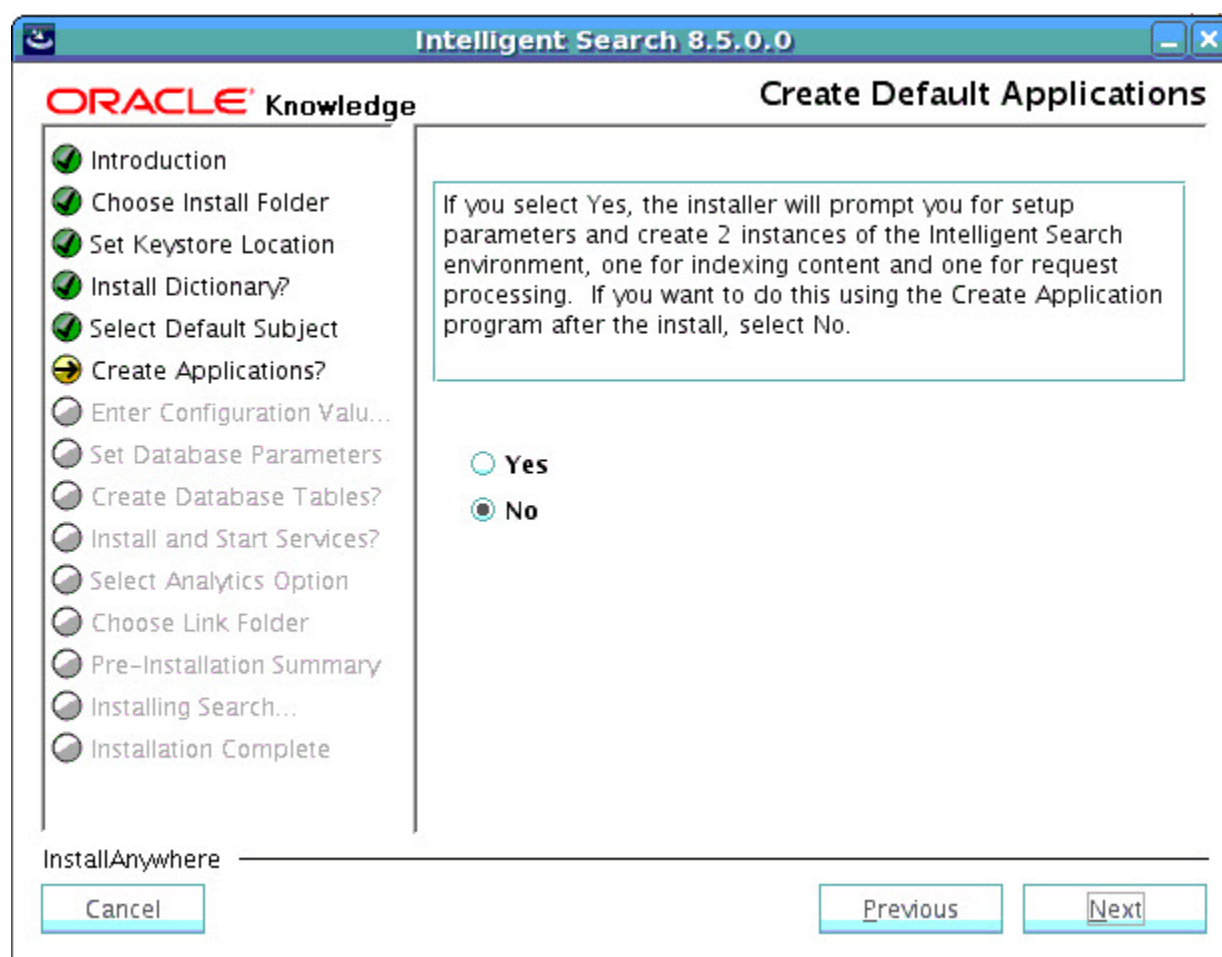 Intelligent Search 8.5.0.0
ORACLE Knowledge
Create Default Applications
Introduction
Choose Install Folder
Set Keystore Location
Install Dictionary?
Select Default Subject
Create Applications?
Enter Configuration Valu...
Set Database Parameters
Create Database Tables?
Install and Start Services?
Select Analytics Option
Choose Link Folder
Pre-Installation Summary
Installing Search...
Installation Complete
If you select Yes, the installer will prompt you for setup
parameters and create 2 instances of the Intelligent Search
environment, one for indexing content and one for request
processing.  If you want to do this using the Create Application
program after the install, select No.
Yes
No
InstallAnywhere
Cancel
Previous
Next